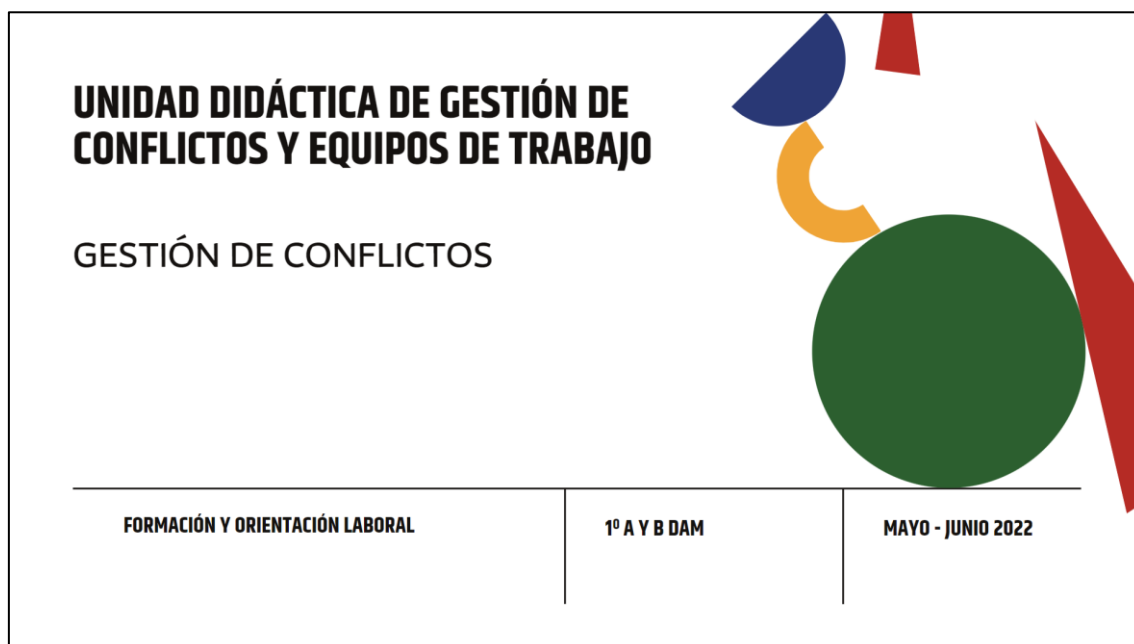 UNIDAD DIDÁCTICA DE GESTIÓN DE
CONFLICTOS Y EQUIPOS DE TRABAJO
GESTIÓN DE CONFLICTOS
FORMACIÓN Y ORIENTACIÓN LABORAL
1º A Y B DAM
MAYO - JUNIO 2022